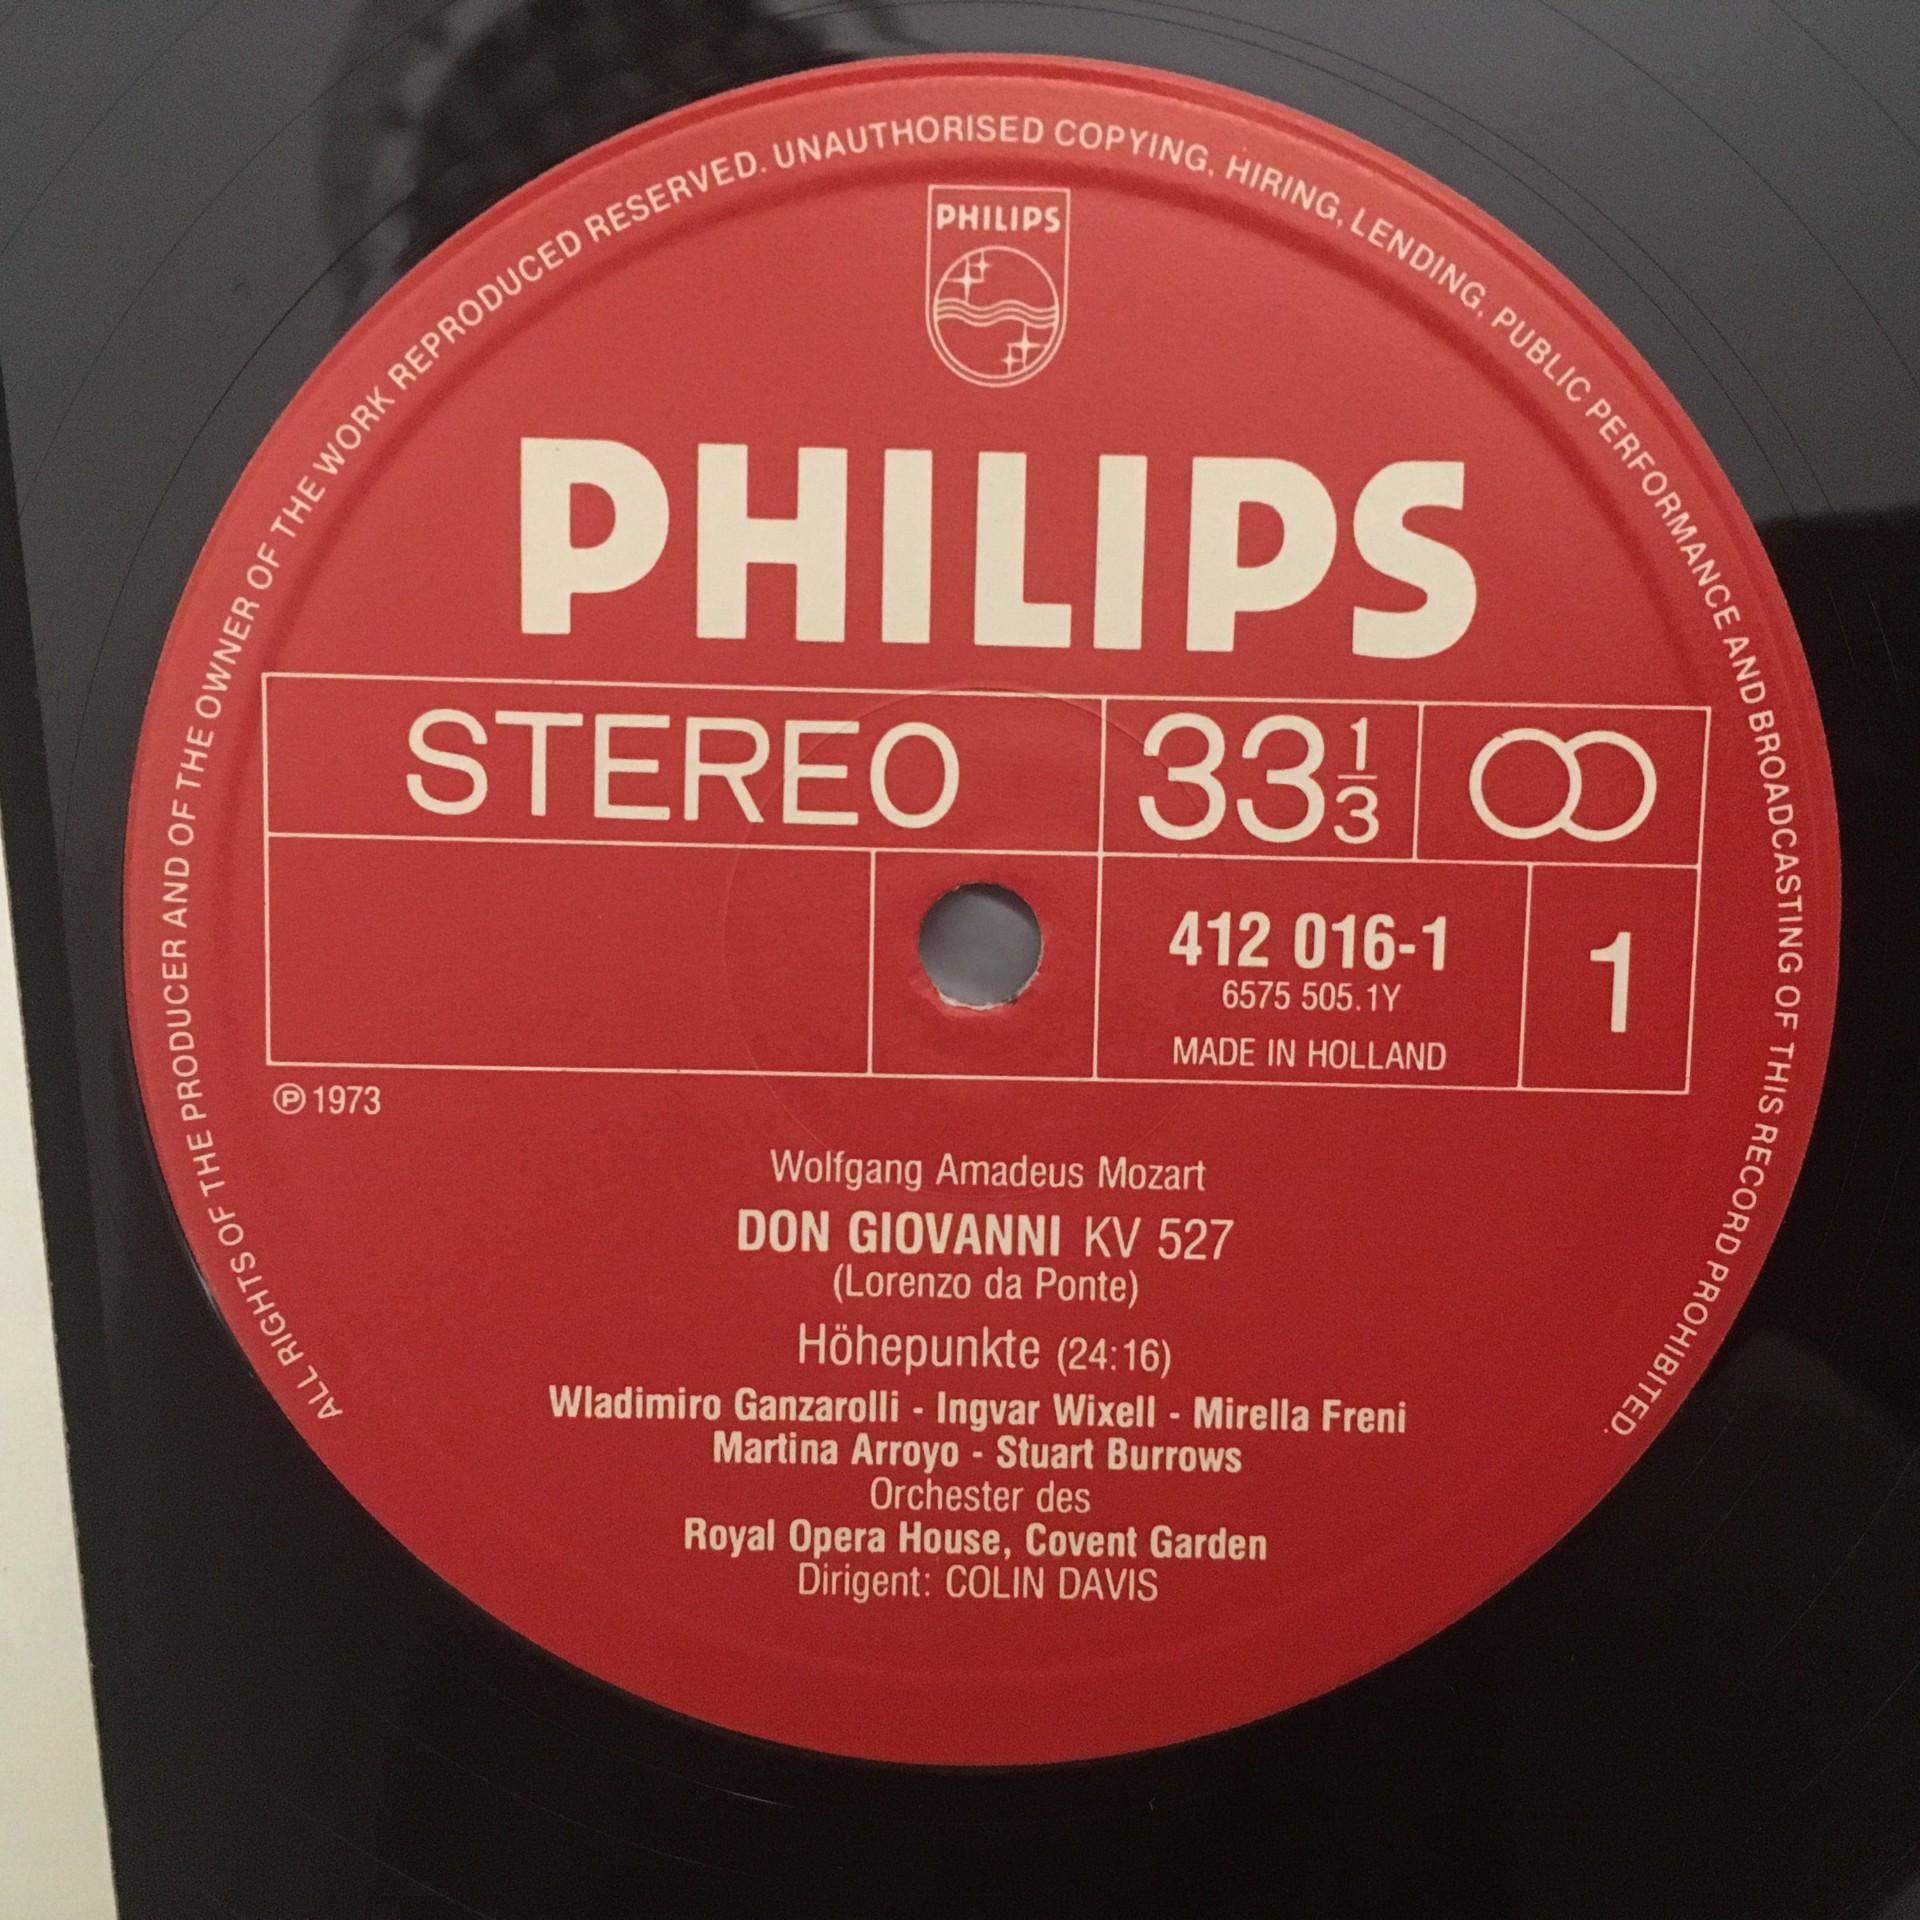 ALL RIGHTS OF THE PRODUCER AND OF THE OWNER OF THE WORK REPRODUCED RESERVED. UNAUTHORISED COPYING, HIRING, LENDING, PUBLIC PERFORMANCE AND BROADCASTING OF THIS RECORD PROHIBITED.
PHILIPS
PHILIPS
STEREO 33 1/3
412 016-1 1
6575 505.1Y
MADE IN HOLLAND
℗ 1973
Wolfgang Amadeus Mozart
DON GIOVANNI KV 527
(Lorenzo da Ponte)
Höhepunkte (24:16)
Wladimiro Ganzarolli - Ingvar Wixell - Mirella Freni
Martina Arroyo - Stuart Burrows
Orchester des
Royal Opera House, Covent Garden
Dirigent: COLIN DAVIS